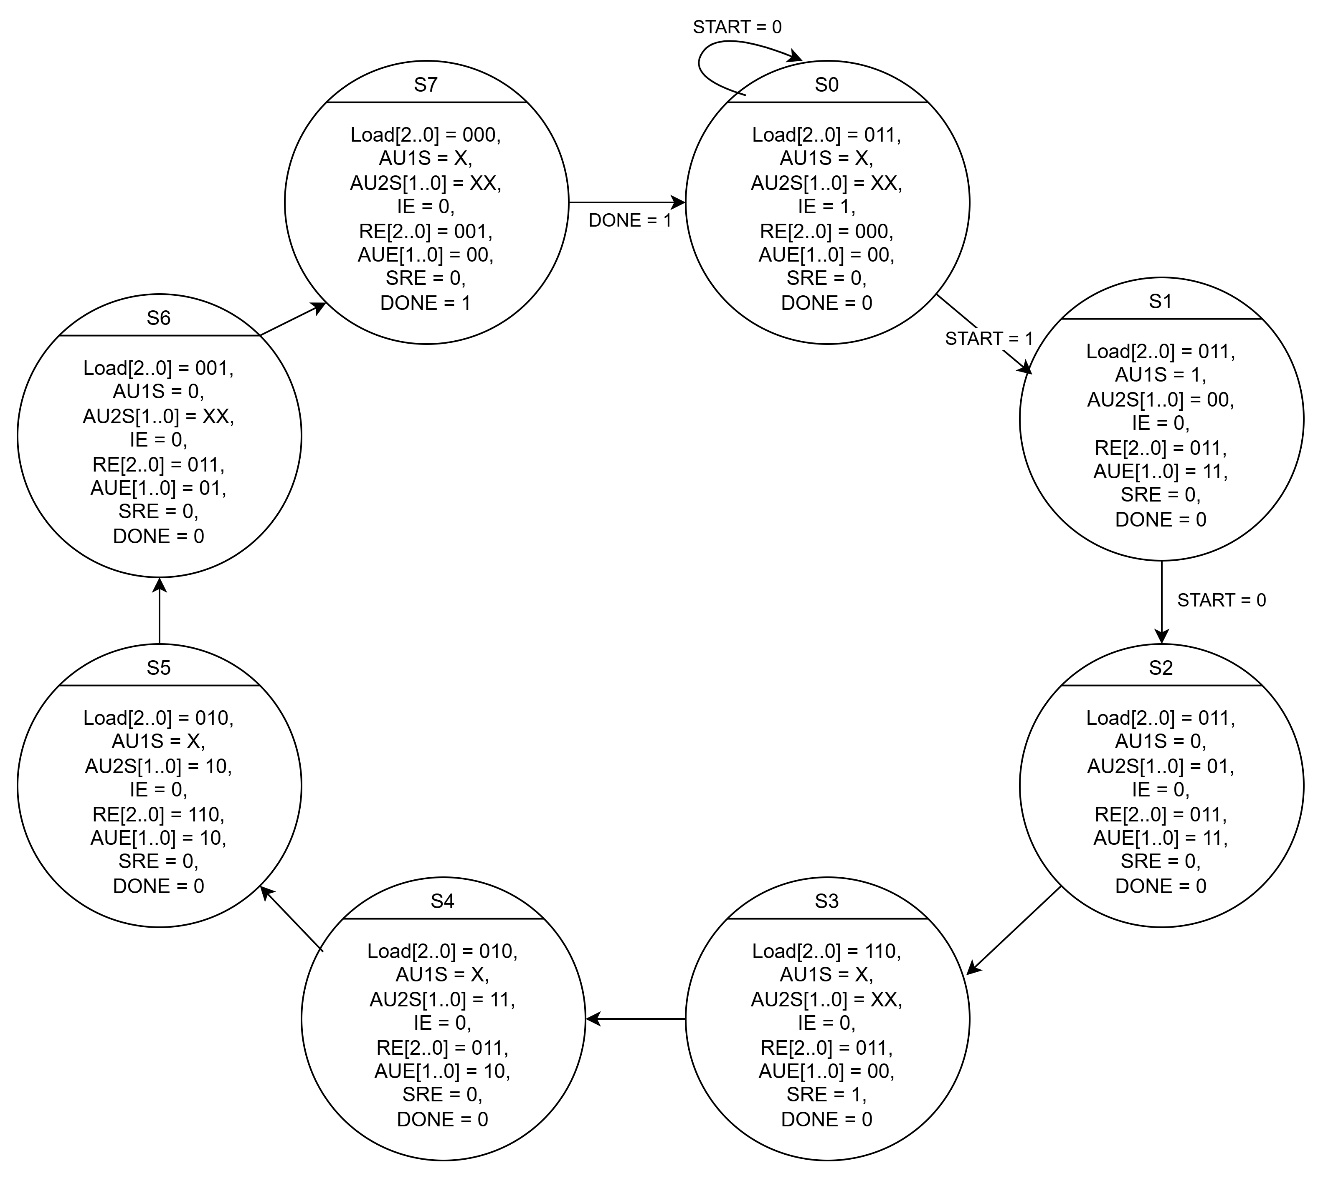 START = 0
S7
Load[2..0] = 000,
AU1S = X,
AU2S[1..0] = XX,
IE = 0,
RE[2..0] = 001,
AUE[1..0] = 00,
SRE = 0,
DONE = 1
DONE = 1
S0
Load[2..0] = 011,
AU1S = X,
AU2S[1..0] = XX,
IE = 1,
RE[2..0] = 000,
AUE[1..0] = 00,
SRE = 0,
DONE = 0
START = 1
S1
Load[2..0] = 011,
AU1S = 1,
AU2S[1..0] = 00,
IE = 0,
RE[2..0] = 011,
AUE[1..0] = 11,
SRE = 0,
DONE = 0
START = 0
S2
Load[2..0] = 011,
AU1S = 0,
AU2S[1..0] = 01,
IE = 0,
RE[2..0] = 011,
AUE[1..0] = 11,
SRE = 0,
DONE = 0
S3
Load[2..0] = 110,
AU1S = X,
AU2S[1..0] = XX,
IE = 0,
RE[2..0] = 011,
AUE[1..0] = 00,
SRE = 1,
DONE = 0
S4
Load[2..0] = 010,
AU1S = X,
AU2S[1..0] = 11,
IE = 0,
RE[2..0] = 011,
AUE[1..0] = 10,
SRE = 0,
DONE = 0
S5
Load[2..0] = 010,
AU1S = X,
AU2S[1..0] = 10,
IE = 0,
RE[2..0] = 110,
AUE[1..0] = 10,
SRE = 0,
DONE = 0
S6
Load[2..0] = 001,
AU1S = 0,
AU2S[1..0] = XX,
IE = 0,
RE[2..0] = 011,
AUE[1..0] = 01,
SRE = 0,
DONE = 0